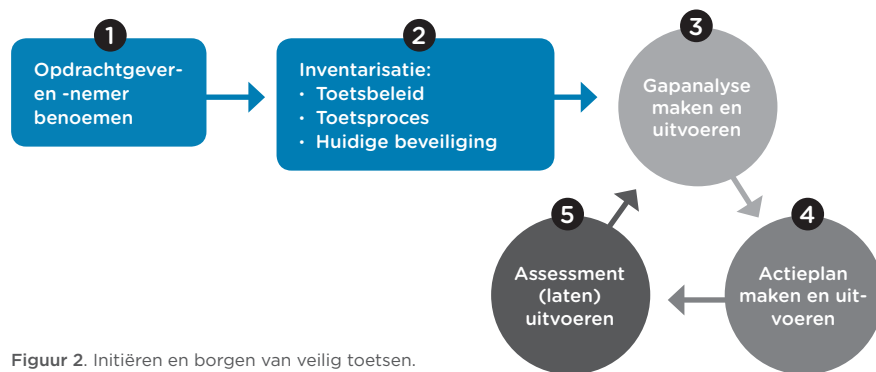 1
Opdrachtgever-
en -nemer
benoemen
2
Inventarisatie:
· Toetsbeleid
· Toetsproces
· Huidige beveiliging
3
Gapanalyse
maken en
uitvoeren
4
Actieplan
maken en uit-
voeren
5
Assessment
(laten)
uitvoeren
Figuur 2. Initiëren en borgen van veilig toetsen.